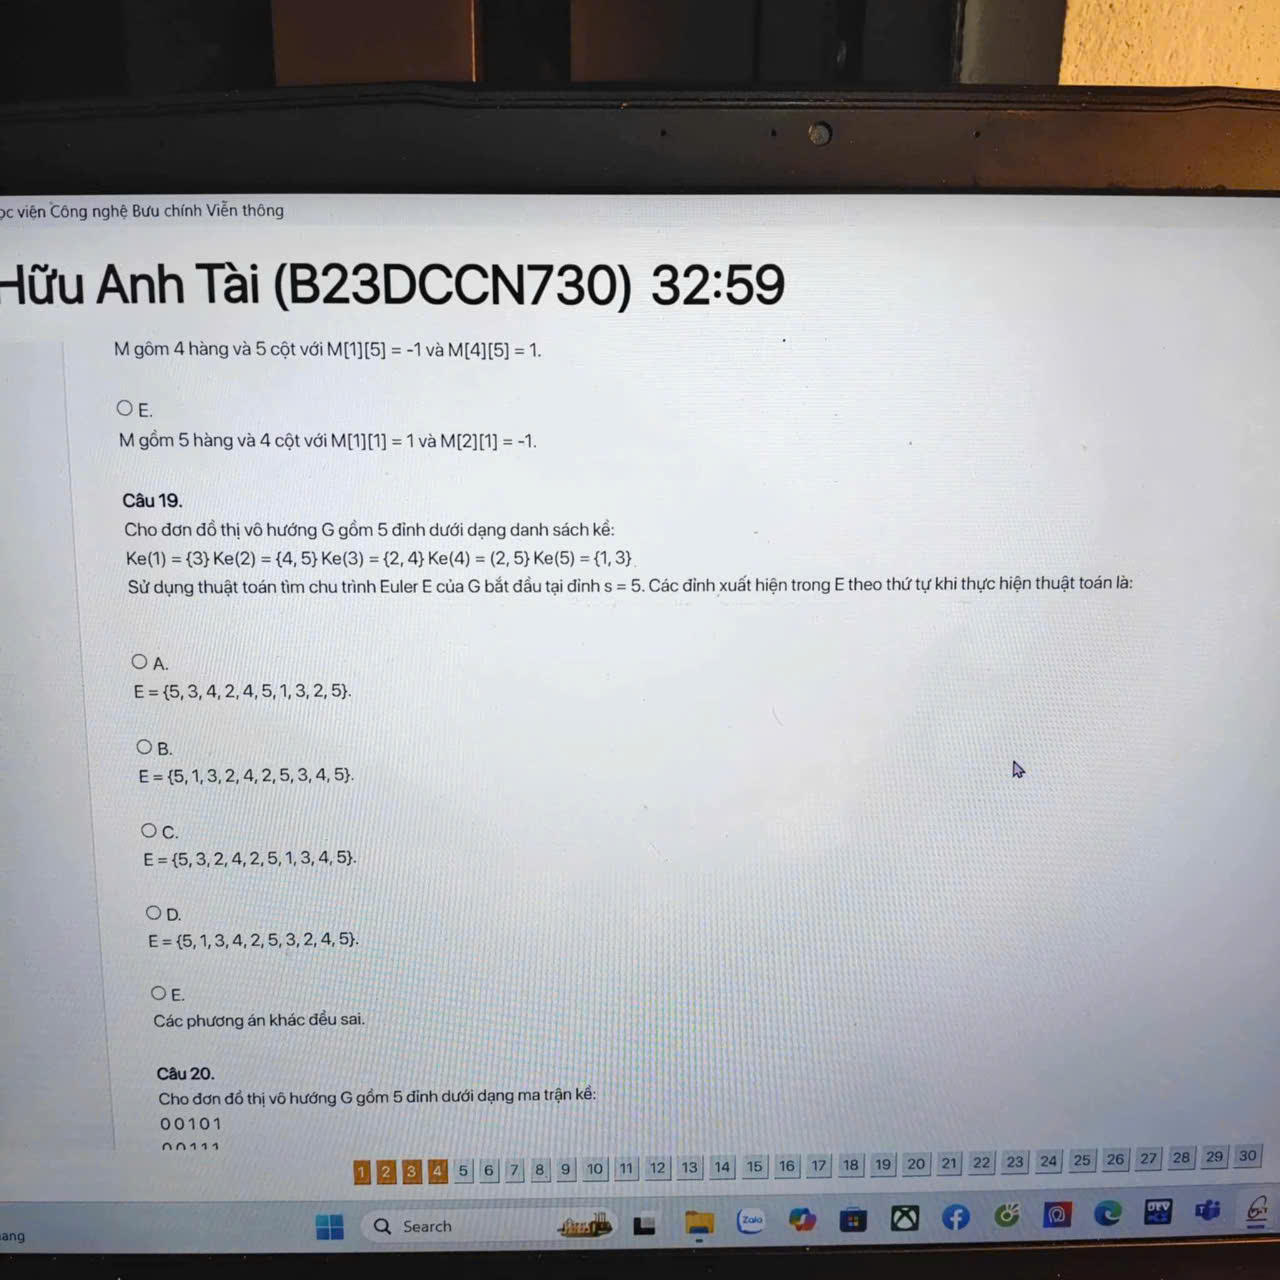 ọc viện Công nghệ Bưu chính Viễn thông
Hữu Anh Tài (B23DCCN730) 32:59
M gồm 4 hàng và 5 cột với M[1][5] = -1 và M[4][5] = 1.
E.
M gồm 5 hàng và 4 cột với M[1][1] = 1 và M[2][1] = -1.
Câu 19.
Cho đơn đồ thị vô hướng G gồm 5 đỉnh dưới dạng danh sách kề:
Ke(1) = {3} Ke(2) = {4, 5} Ke(3) = {2, 4} Ke(4) = (2, 5} Ke(5) = {1, 3}
Sử dụng thuật toán tìm chu trình Euler E của G bắt đầu tại đỉnh s = 5. Các đỉnh xuất hiện trong E theo thứ tự khi thực hiện thuật toán là:
A.
E = {5, 3, 4, 2, 4, 5, 1, 3, 2, 5}.
B.
E = {5, 1, 3, 2, 4, 2, 5, 3, 4, 5}.
C.
E = {5, 3, 2, 4, 2, 5, 1, 3, 4, 5}.
D.
E = {5, 1, 3, 4, 2, 5, 3, 2, 4, 5}.
E.
Các phương án khác đều sai.
Câu 20.
Cho đơn đồ thị vô hướng G gồm 5 đỉnh dưới dạng ma trận kề:
0 0 1 0 1
0 0 1 1 1
1 2 3 4 5 6 7 8 9 10 11 12 13 14 15 16 17 18 19 20 21 22 23 24 25 26 27 28 29 30
ang
Search
Zalo
DEV